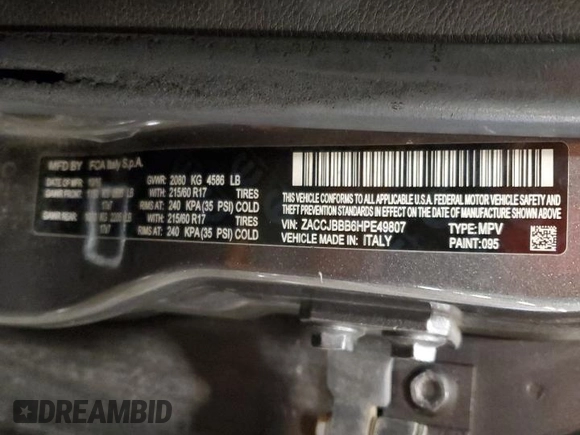 MFD BY FCA Italy S.p.A.
GVWR: 2080 KG 4586 LB
WITH: 215/60 R17 TIRES
RIMS AT: 240 KPA(35 PSI) COLD
WITH: 215/60 R17 TIRES
RIMS AT: 240 KPA(35 PSI) COLD
THIS VEHICLE CONFORMS TO ALL APPLICABLE U.S.A. FEDERAL MOTOR VEHICLE SAFETY AND
THEFT PREVENTION STANDARDS IN EFFECT ON THE DATE OF MANUFACTURE SHOWN ABOVE.
VIN: ZACCJBBB6HPE49807 TYPE: MPV
VEHICLE MADE IN: ITALY PAINT: 095
DREAMBID